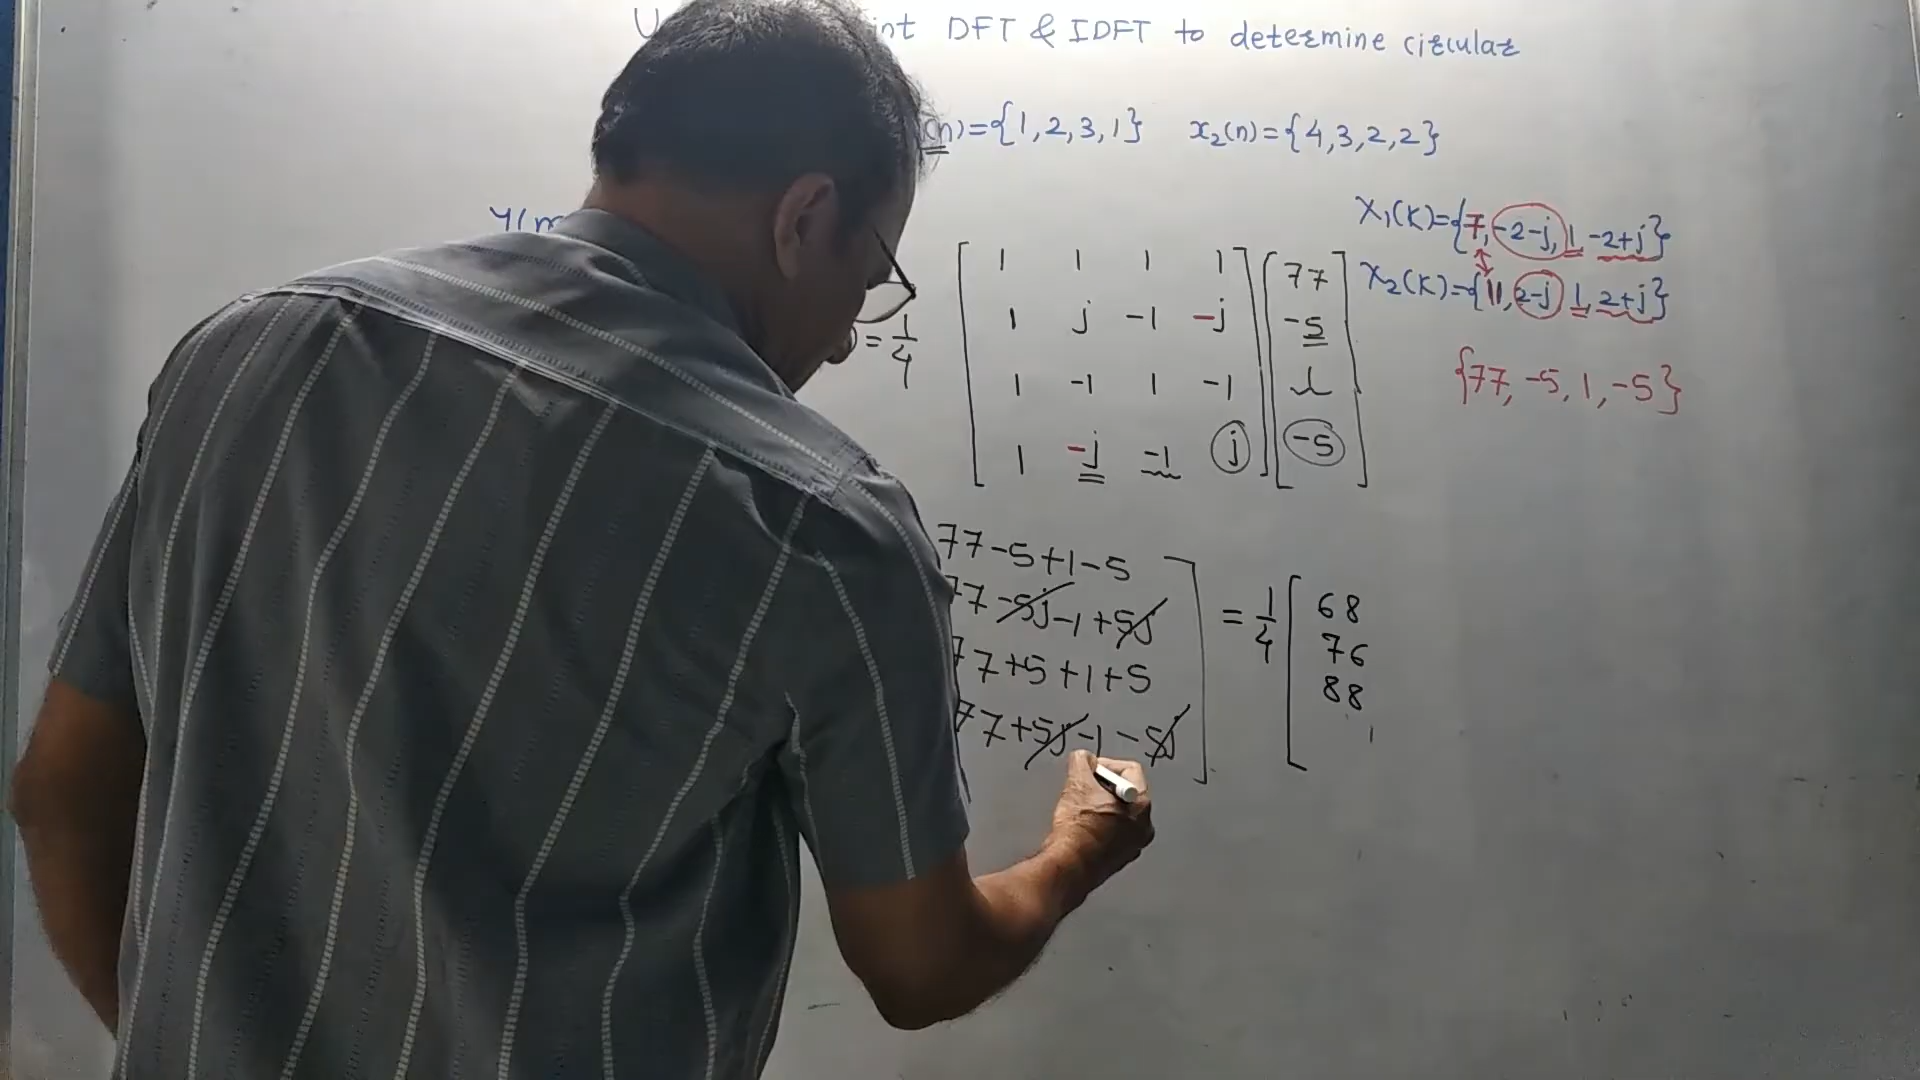 DFT & IDFT to determine circular
(n)={1,2,3,1} x₂(n)={4,3,2,2}
X₁(K)={7,-2-j,1,-2+j}
X₂(K)={11,2-j,1,2+j}
{77,-5,1,-5}
= 1/4
1 1 1 1 77
1 j -1 -j -5
1 -1 1 -1 1
1 -j -1 j -5
77-5+1-5
77-5j-1+5j
77+5+1+5
77+5j-1-5j
= 1/4
68
76
88